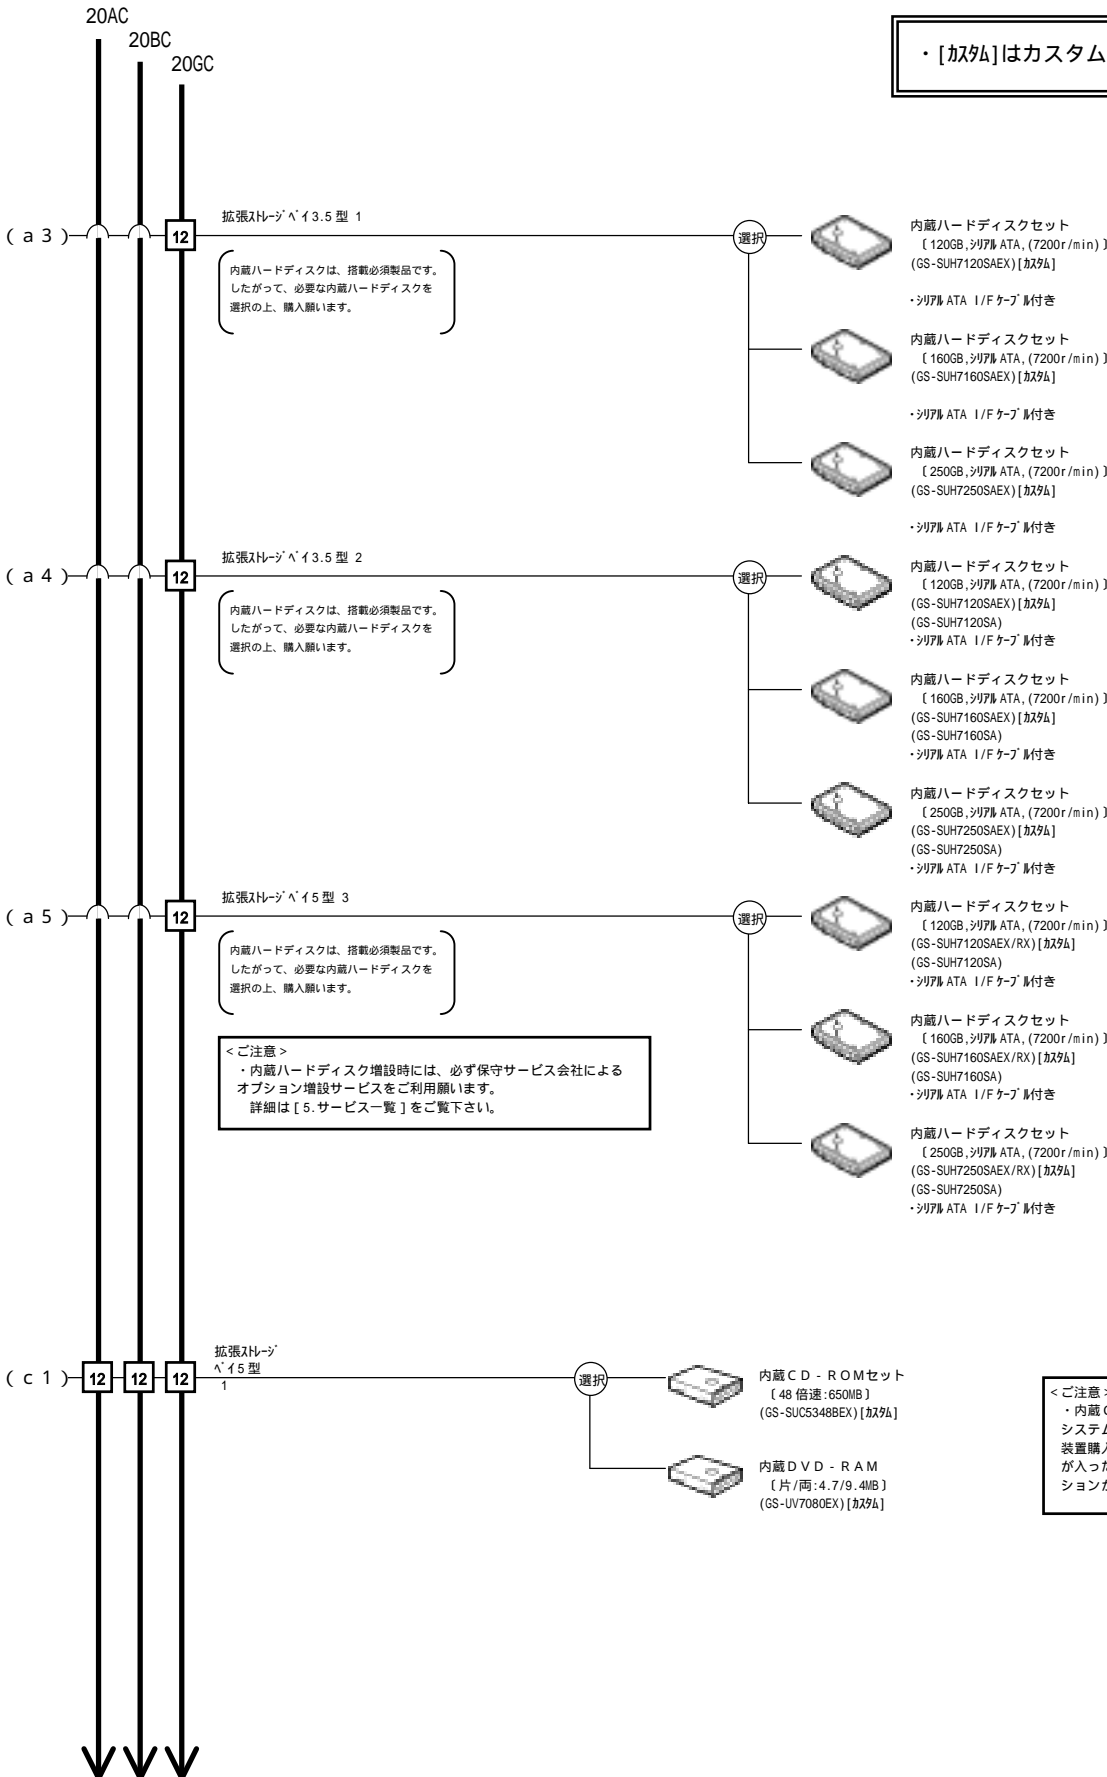 20AC
20BC
20GC
・[カスタム]はカスタム
(a3)
12
拡張ストレージベイ3.5型 1
内蔵ハードディスクは、搭載必須製品です。
したがって、必要な内蔵ハードディスクを
選択の上、購入願います。
選択
内蔵ハードディスクセット
〔120GB,シリアル ATA,(7200r/min)〕
(GS-SUH7120SAEX)[カスタム]
・シリアル ATA I/F ケーブル付き
内蔵ハードディスクセット
〔160GB,シリアル ATA,(7200r/min)〕
(GS-SUH7160SAEX)[カスタム]
・シリアル ATA I/F ケーブル付き
内蔵ハードディスクセット
〔250GB,シリアル ATA,(7200r/min)〕
(GS-SUH7250SAEX)[カスタム]
・シリアル ATA I/F ケーブル付き
(a4)
12
拡張ストレージベイ3.5型 2
内蔵ハードディスクは、搭載必須製品です。
したがって、必要な内蔵ハードディスクを
選択の上、購入願います。
選択
内蔵ハードディスクセット
〔120GB,シリアル ATA,(7200r/min)〕
(GS-SUH7120SAEX)[カスタム]
(GS-SUH7120SA)
・シリアル ATA I/F ケーブル付き
内蔵ハードディスクセット
〔160GB,シリアル ATA,(7200r/min)〕
(GS-SUH7160SAEX)[カスタム]
(GS-SUH7160SA)
・シリアル ATA I/F ケーブル付き
内蔵ハードディスクセット
〔250GB,シリアル ATA,(7200r/min)〕
(GS-SUH7250SAEX)[カスタム]
(GS-SUH7250SA)
・シリアル ATA I/F ケーブル付き
(a5)
12
拡張ストレージベイ5型 3
内蔵ハードディスクは、搭載必須製品です。
したがって、必要な内蔵ハードディスクを
選択の上、購入願います。
<ご注意>
・内蔵ハードディスク増設時には、必ず保守サービス会社による
オプション増設サービスをご利用願います。
詳細は[5.サービス一覧]をご覧下さい。
選択
内蔵ハードディスクセット
〔120GB,シリアル ATA,(7200r/min)〕
(GS-SUH7120SAEX/RX)[カスタム]
(GS-SUH7120SA)
・シリアル ATA I/F ケーブル付き
内蔵ハードディスクセット
〔160GB,シリアル ATA,(7200r/min)〕
(GS-SUH7160SAEX/RX)[カスタム]
(GS-SUH7160SA)
・シリアル ATA I/F ケーブル付き
内蔵ハードディスクセット
〔250GB,シリアル ATA,(7200r/min)〕
(GS-SUH7250SAEX/RX)[カスタム]
(GS-SUH7250SA)
・シリアル ATA I/F ケーブル付き
(c1)
12
12
12
拡張ストレージ
ベイ5型
1
選択
内蔵CD-ROMセット
〔48倍速:650MB〕
(GS-SUC5348BEX)[カスタム]
内蔵DVD-RAM
〔片/両:4.7/9.4MB〕
(GS-UV7080EX)[カスタム]
<ご注意>
・内蔵C
システム
装置購入
が入った
ションが